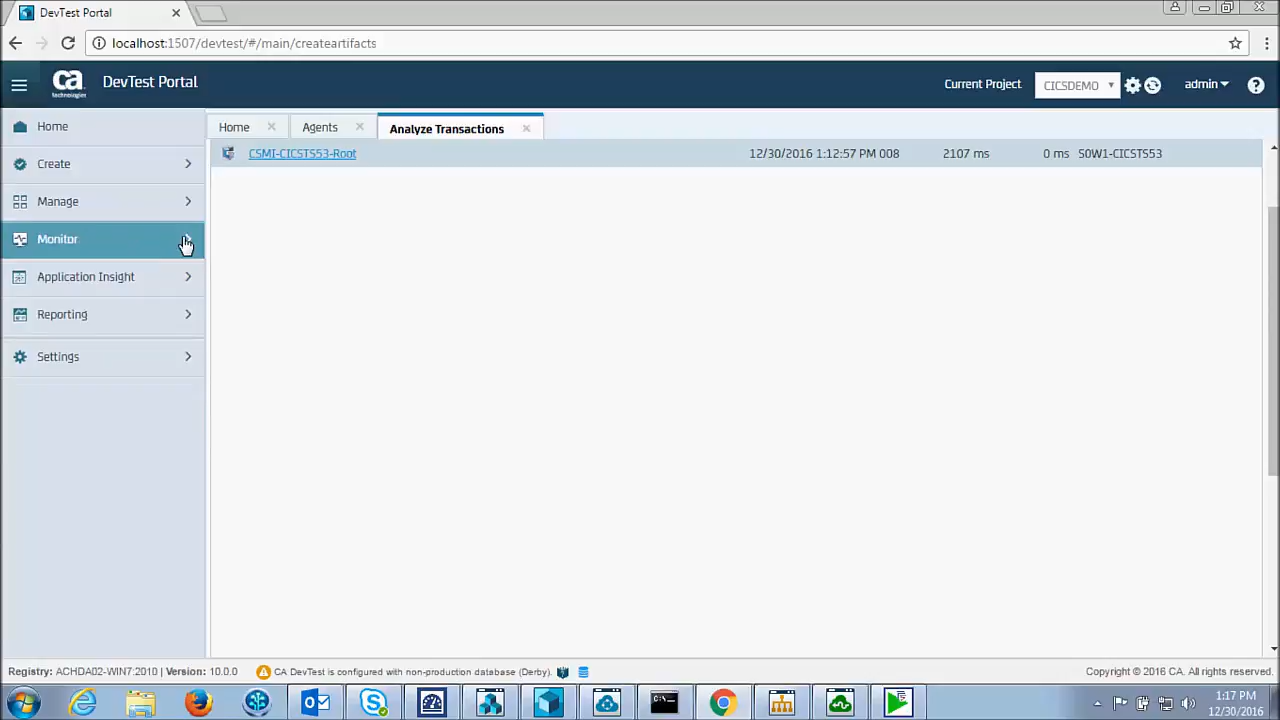 DevTest Portal
localhost:1507/devtest/#/main/createartifacts
ca technologies
DevTest Portal
Current Project
CICSDEMO
admin
Home
Create
Manage
Monitor
Application Insight
Reporting
Settings
Home
Agents
Analyze Transactions
CSMI-CICSTS53-Root 12/30/2016 1:12:57 PM 008 2107 ms 0 ms S0W1-CICSTS53
Registry: ACHDA02-WIN7:2010 | Version: 10.0.0
CA DevTest is configured with non-production database (Derby).
Copyright © 2016 CA. All rights reserved.
1:17 PM
12/30/2016